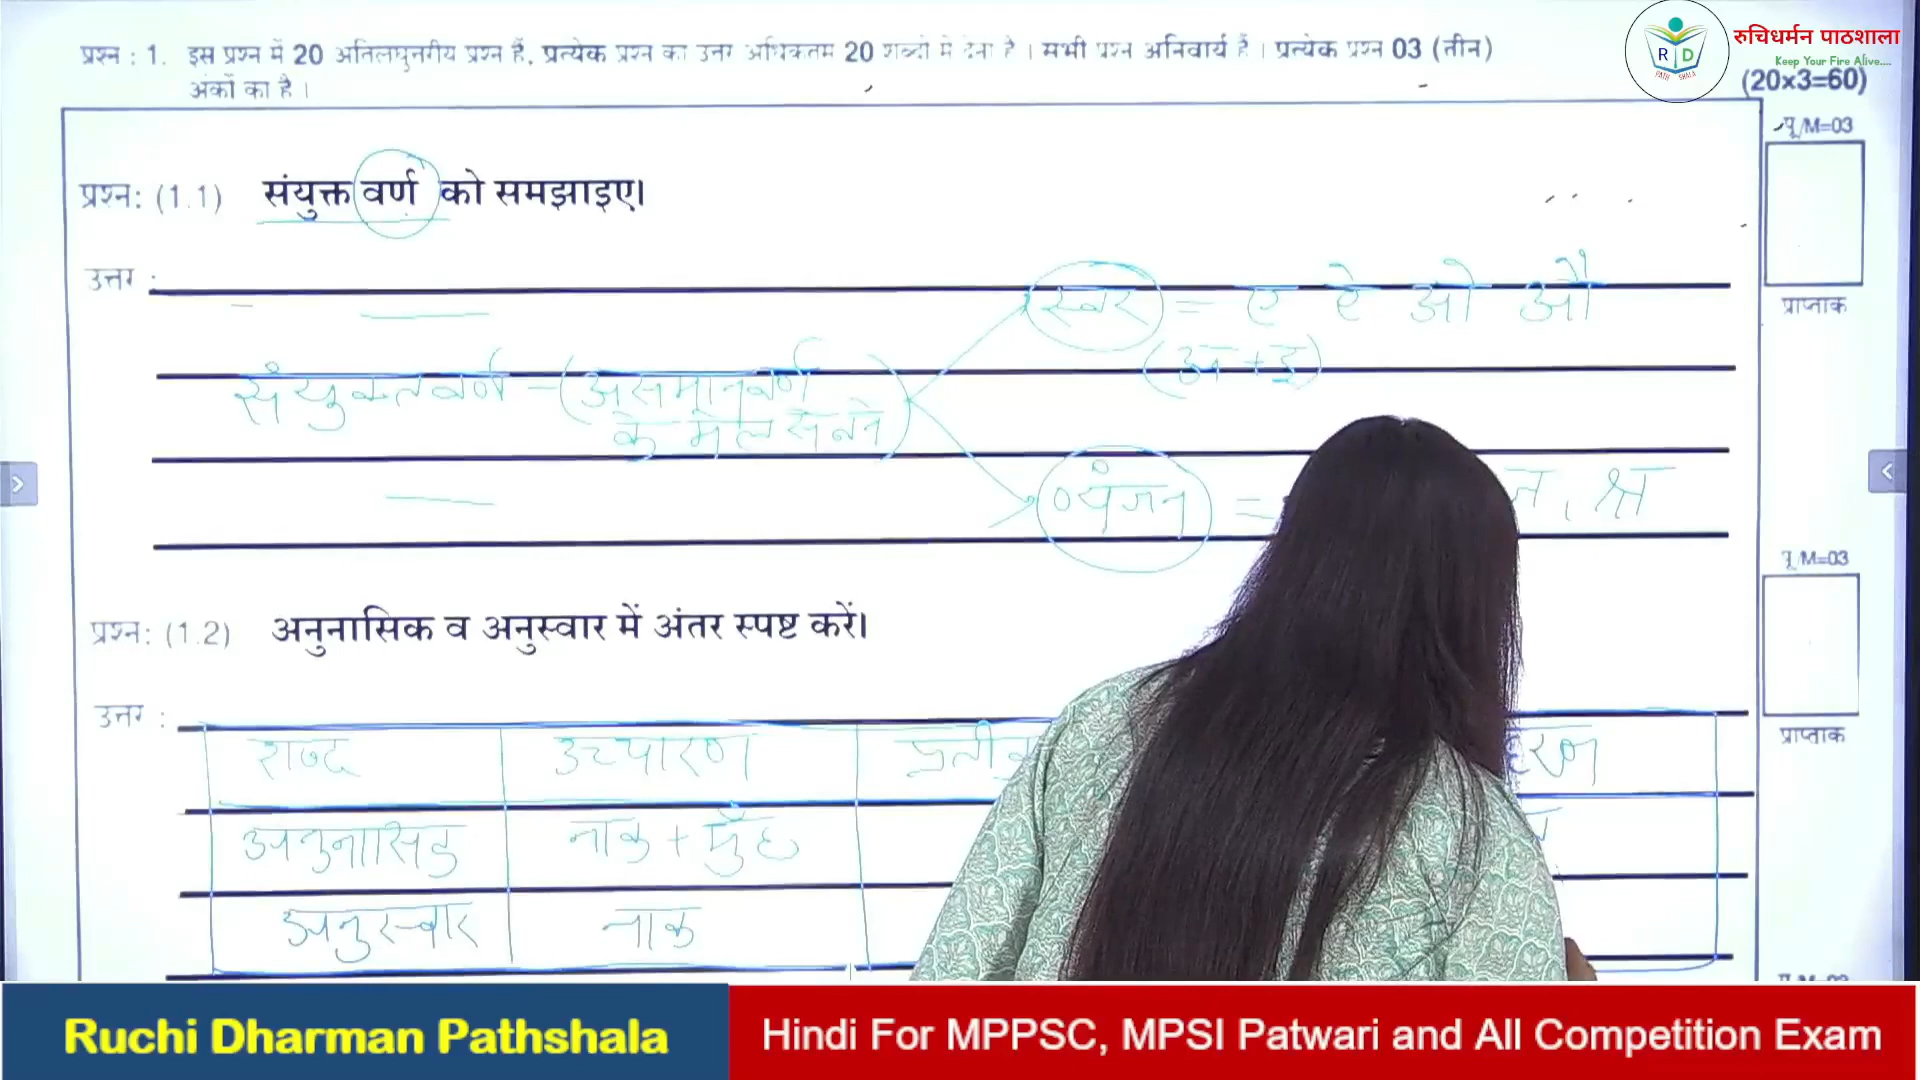 प्रश्न : 1. इस प्रश्न में 20 अतिलघुत्तरीय प्रश्न हैं, प्रत्येक प्रश्न का उत्तर अधिकतम 20 शब्दों में देना है। सभी प्रश्न अनिवार्य हैं। प्रत्येक प्रश्न 03 (तीन)
अंकों का है।
(20x3=60)
RD
PATH SHALA
रुचिधर्मन पाठशाला
Keep Your Fire Alive....
पू/M=03
प्रश्न: (1.1) संयुक्त वर्ण को समझाइए।
उत्तर :
प्राप्तांक
स्वर = ए ऐ ओ औ
(अ+इ)
संयुक्तवर्ण - (असमानवर्ण
के मेल से बने)
व्यंजन =
त्र, श्र
पू/M=03
प्रश्न: (1.2) अनुनासिक व अनुस्वार में अंतर स्पष्ट करें।
उत्तर :
प्राप्तांक
शब्द उच्चारण
अनुनासिक नाक + मुँह
अनुस्वार नाक
Ruchi Dharman Pathshala
Hindi For MPPSC, MPSI Patwari and All Competition Exam